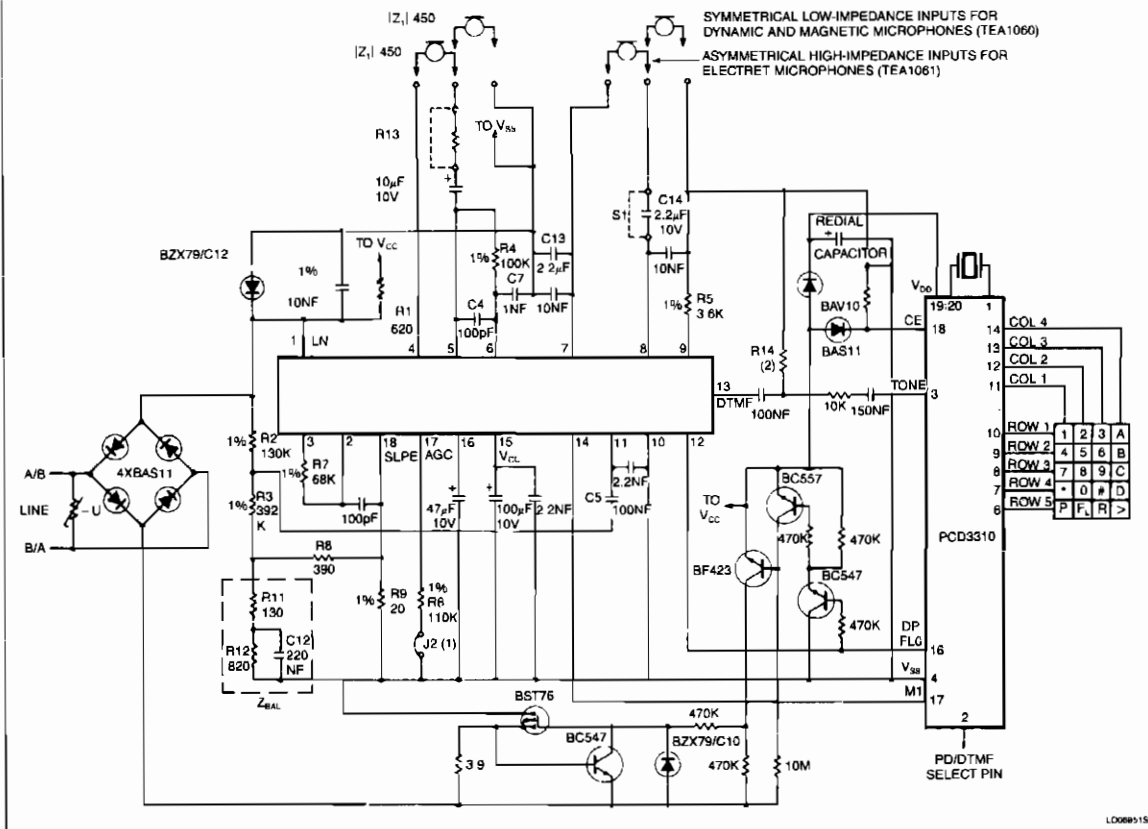 |Z₁| 450
|Z₁| 450
SYMMETRICAL LOW-IMPEDANCE INPUTS FOR
DYNAMIC AND MAGNETIC MICROPHONES (TEA1060)
ASYMMETRICAL HIGH-IMPEDANCE INPUTS FOR
ELECTRET MICROPHONES (TEA1061)
R13
TO VSS
10μF
10V
+
S1
C14
2.2μF
10V
REDIAL
+
CAPACITOR
BZX79/C12
TO VCC
1%
10NF
R4
1%
100K
C13
2 2μF
C7
1NF
10NF
10NF
1%
R5
3 6K
R1
620
C4
100pF
BAV10
VDD
19:20
1
CE
18
BAS11
R14
(2)
14
COL 4
13
COL 3
12
COL 2
11
COL 1
1
LN
4
5
6
7
8
9
13
DTMF
100NF
10K
150NF
TONE
3
10
ROW 1
9
ROW 2
8
ROW 3
7
ROW 4
6
ROW 5
1 2 3 A
4 5 6 B
7 8 9 C
* 0 # D
P FL R >
A/B
LINE
B/A
-U
4XBAS11
1%
R2
130K
1%
R3
392
K
3
2
18
SLPE
17
AGC
16
15
14
11
10
12
R7
1%
68K
100pF
+
47μF
10V
+
100μF
10V
2 2NF
C5
100NF
2.2NF
TO
VCC
BC557
470K
470K
BF423
BC547
470K
PCD3310
R8
390
1%
R9
20
1%
R6
110K
J2 (1)
R11
130
R12
820
C12
220
NF
ZBAL
DP
FLO
16
VSS
4
M1
17
2
PD/DTMF
SELECT PIN
BST76
BC547
3 9
470K
BZX79/C10
470K
10M